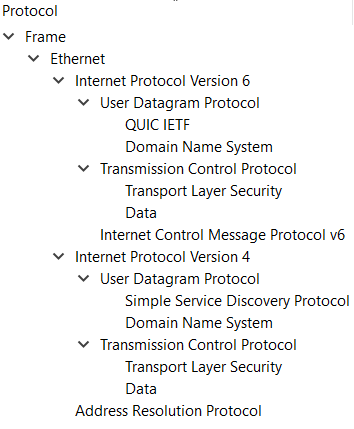 Protocol
Frame
Ethernet
Internet Protocol Version 6
User Datagram Protocol
QUIC IETF
Domain Name System
Transmission Control Protocol
Transport Layer Security
Data
Internet Control Message Protocol v6
Internet Protocol Version 4
User Datagram Protocol
Simple Service Discovery Protocol
Domain Name System
Transmission Control Protocol
Transport Layer Security
Data
Address Resolution Protocol